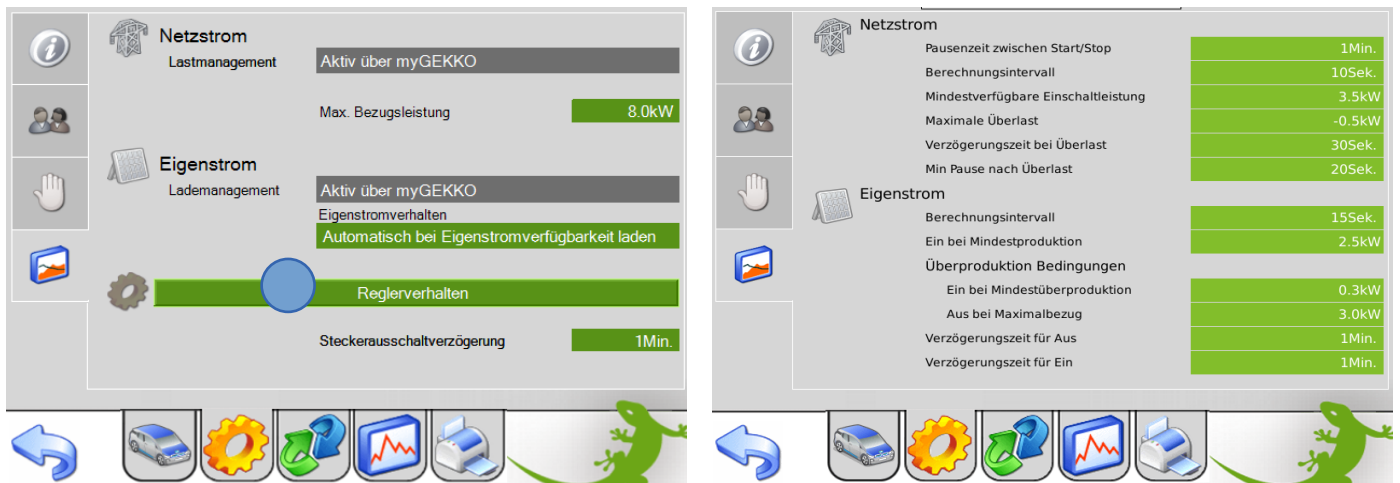 Netzstrom
Lastmanagement Aktiv über myGEKKO
Max. Bezugsleistung 8.0kW
Eigenstrom
Lademanagement Aktiv über myGEKKO
Eigenstromverhalten
Automatisch bei Eigenstromverfügbarkeit laden
Reglerverhalten
Steckerausschaltverzögerung 1Min.
Netzstrom
Pausenzeit zwischen Start/Stop 1Min.
Berechnungsintervall 10Sek.
Mindestverfügbare Einschaltleistung 3.5kW
Maximale Überlast -0.5kW
Verzögerungszeit bei Überlast 30Sek.
Min Pause nach Überlast 20Sek.
Eigenstrom
Berechnungsintervall 15Sek.
Ein bei Mindestproduktion 2.5kW
Überproduktion Bedingungen
Ein bei Mindestüberproduktion 0.3kW
Aus bei Maximalbezug 3.0kW
Verzögerungszeit für Aus 1Min.
Verzögerungszeit für Ein 1Min.